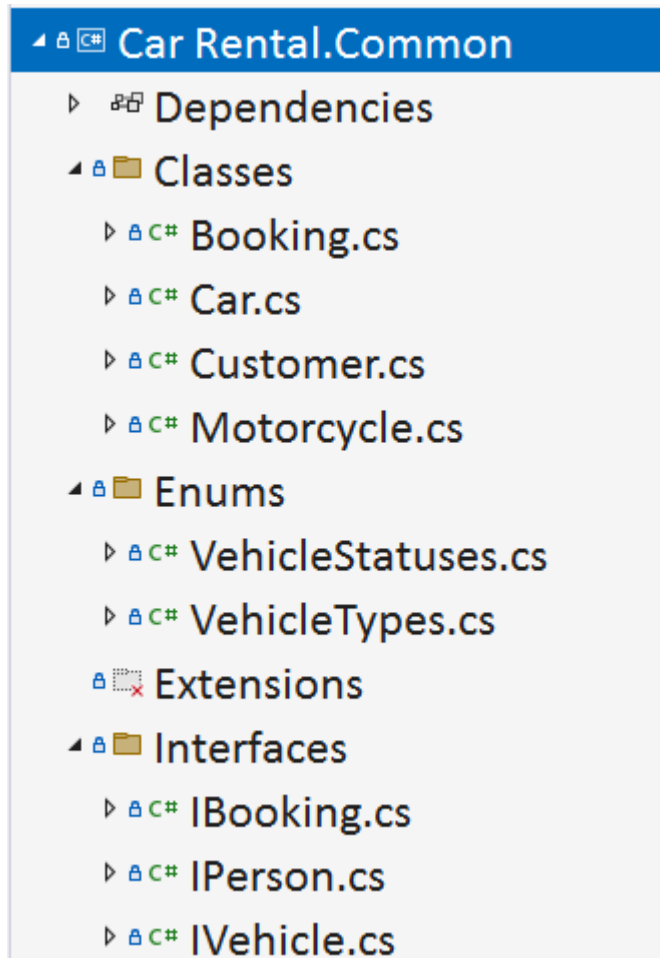 C# Car Rental.Common
Dependencies
Classes
C# Booking.cs
C# Car.cs
C# Customer.cs
C# Motorcycle.cs
Enums
C# VehicleStatuses.cs
C# VehicleTypes.cs
Extensions
Interfaces
C# IBooking.cs
C# IPerson.cs
C# IVehicle.cs